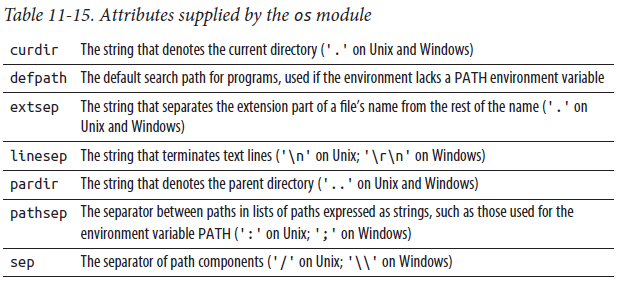 Table 11-15. Attributes supplied by the os module
curdir The string that denotes the current directory ('.' on Unix and Windows)
defpath The default search path for programs, used if the environment lacks a PATH environment variable
extsep The string that separates the extension part of a file's name from the rest of the name ('.' on
Unix and Windows)
linesep The string that terminates text lines ('\n' on Unix; '\r\n' on Windows)
pardir The string that denotes the parent directory ('..' on Unix and Windows)
pathsep The separator between paths in lists of paths expressed as strings, such as those used for the
environment variable PATH (':' on Unix; ';' on Windows)
sep The separator of path components ('/' on Unix; '\\' on Windows)